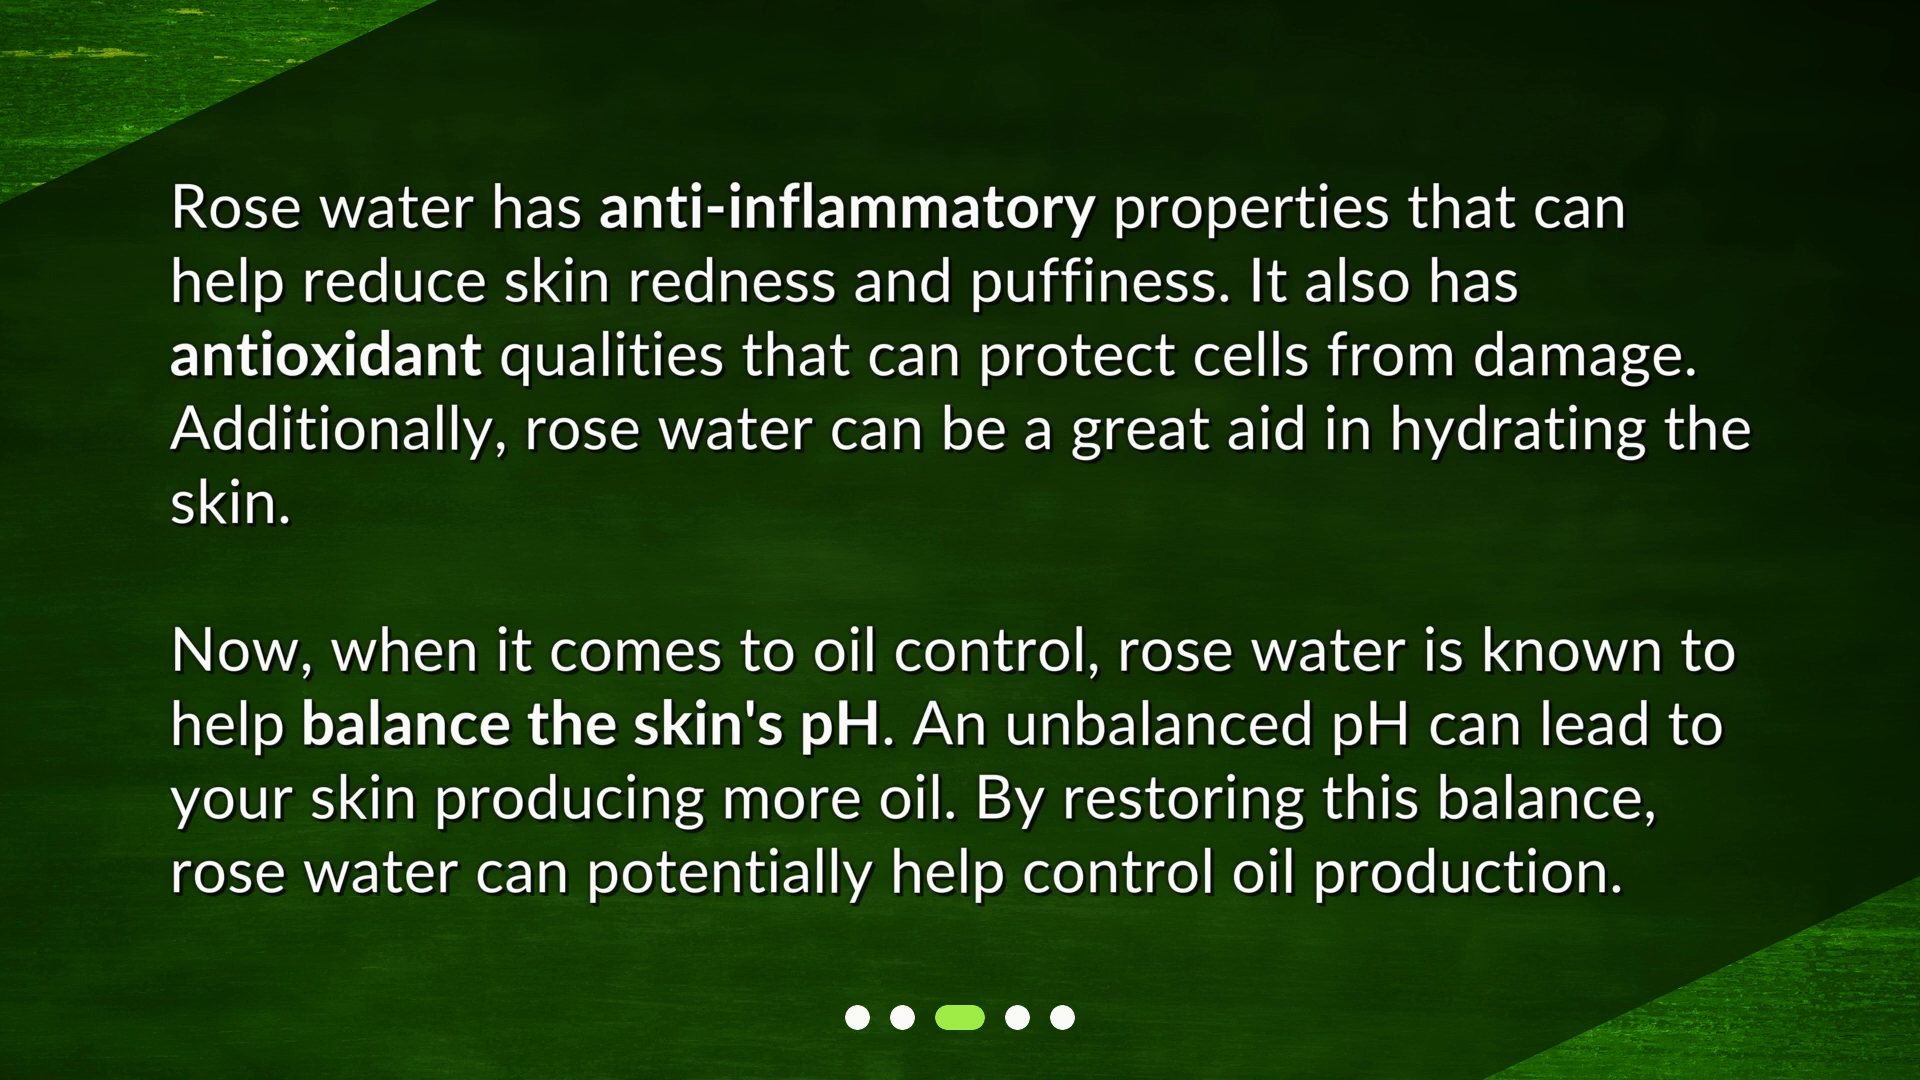 Rose water has anti-inflammatory properties that can
help reduce skin redness and puffiness. It also has
antioxidant qualities that can protect cells from damage.
Additionally, rose water can be a great aid in hydrating the
skin.
Now, when it comes to oil control, rose water is known to
help balance the skin's pH. An unbalanced pH can lead to
your skin producing more oil. By restoring this balance,
rose water can potentially help control oil production.